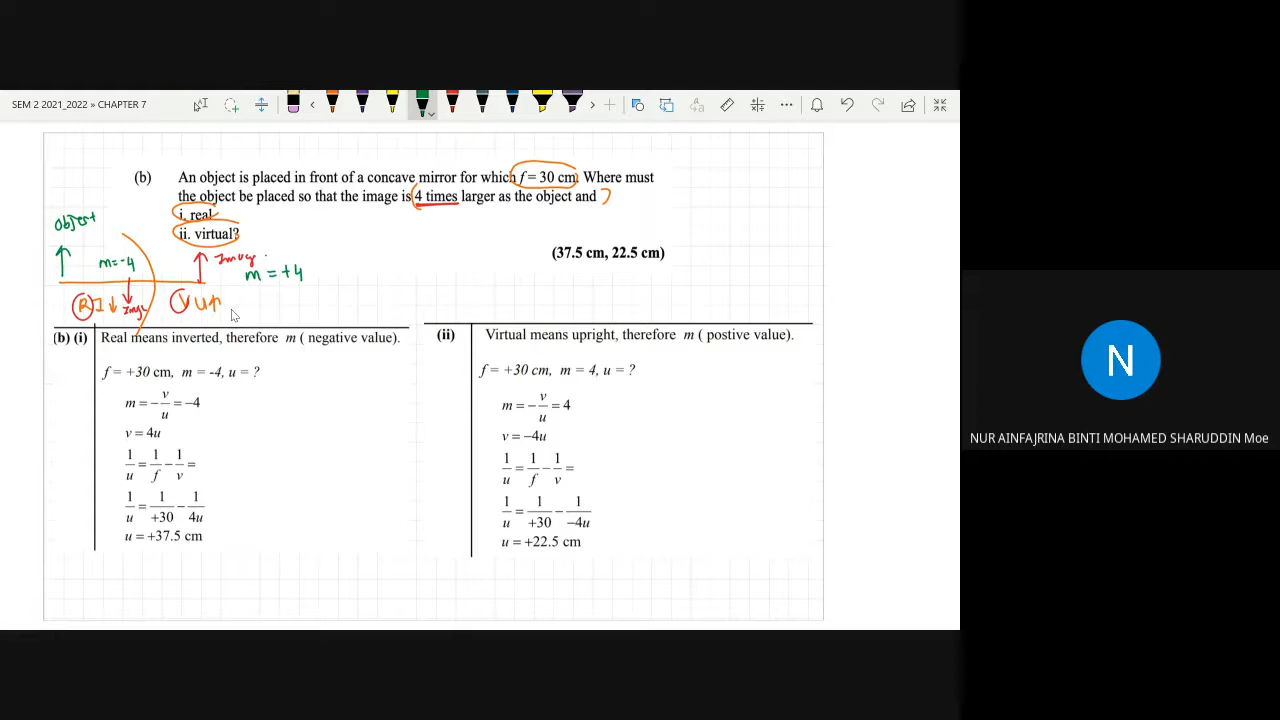 SEM 2 2021_2022 » CHAPTER 7
(b) An object is placed in front of a concave mirror for which f = 30 cm. Where must
the object be placed so that the image is 4 times larger as the object and
i. real
ii. virtual?
(37.5 cm, 22.5 cm)
Object
m=-4
Image
m = +4
R I ↓ Image
V U ↑
(b) (i) Real means inverted, therefore m ( negative value).
f = +30 cm, m = -4, u = ?
m = -v/u = -4
v = 4u
1/u = 1/f - 1/v =
1/u = 1/+30 - 1/4u
u = +37.5 cm
(ii) Virtual means upright, therefore m ( postive value).
f = +30 cm, m = 4, u = ?
m = -v/u = 4
v = -4u
1/u = 1/f - 1/v =
1/u = 1/+30 - 1/-4u
u = +22.5 cm
N
NUR AINFAJRINA BINTI MOHAMED SHARUDDIN Moe